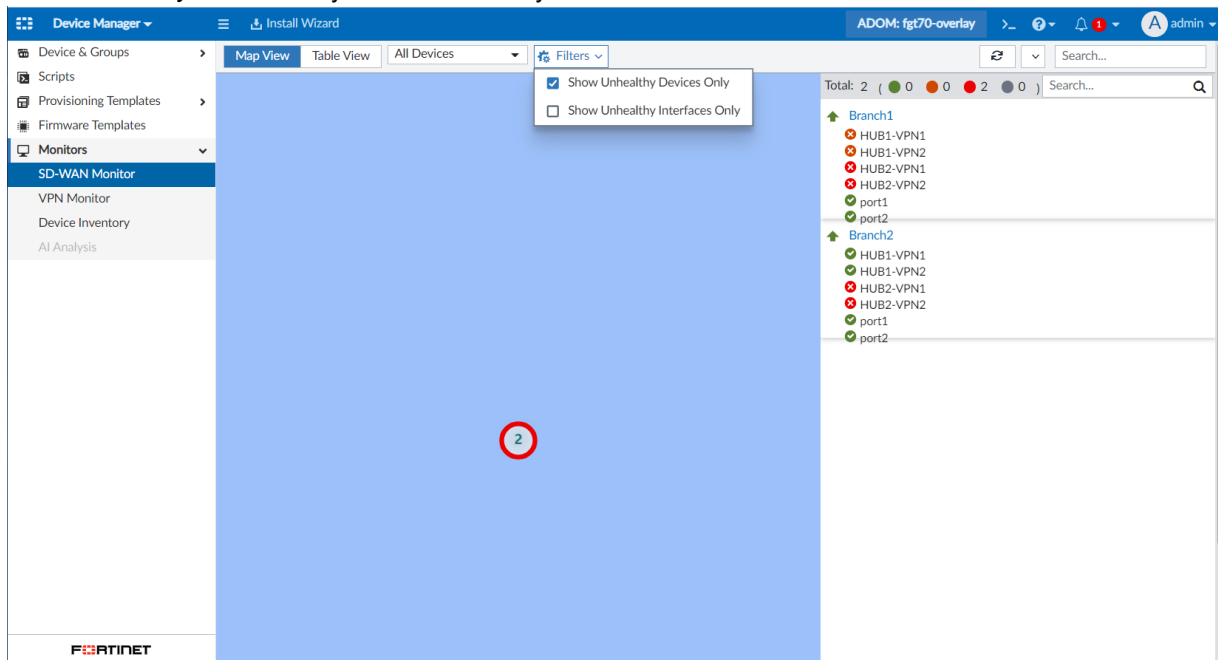 Device Manager
Install Wizard
ADOM: fgt70-overlay
>_
?
1
A admin
Device & Groups
Scripts
Provisioning Templates
Firmware Templates
Monitors
SD-WAN Monitor
VPN Monitor
Device Inventory
AI Analysis
FORTINET
Map View Table View All Devices Filters
Search...
Show Unhealthy Devices Only
Show Unhealthy Interfaces Only
2
Total: 2 ( 0 0 2 0 ) Search...
Branch1
HUB1-VPN1
HUB1-VPN2
HUB2-VPN1
HUB2-VPN2
port1
port2
Branch2
HUB1-VPN1
HUB1-VPN2
HUB2-VPN1
HUB2-VPN2
port1
port2